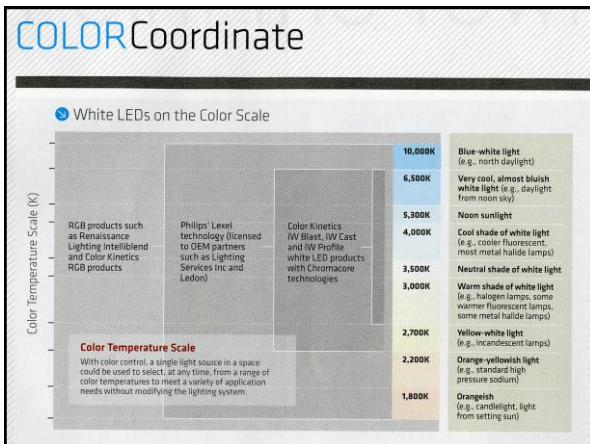 COLORCoordinate
White LEDs on the Color Scale
Color Temperature Scale (K)
RGB products such
as Renaissance
Lighting Intelliblend
and Color Kinetics
RGB products
Philips' Lexel
technology (licensed
to OEM partners
such as Lighting
Services Inc and
Ledon)
Color Kinetics
iW Blast, iW Cast
and iW Profile
white LED products
with Chromacore
technologies
10,000K
Blue-white light
(e.g., north daylight)
6,500K
Very cool, almost bluish
white light (e.g., daylight
from noon sky)
5,300K
Noon sunlight
4,000K
Cool shade of white light
(e.g., cooler fluorescent,
most metal halide lamps)
3,500K
Neutral shade of white light
3,000K
Warm shade of white light
(e.g., halogen lamps, some
warmer fluorescent lamps,
some metal halide lamps)
2,700K
Yellow-white light
(e.g., incandescent lamps)
2,200K
Orange-yellowish light
(e.g., standard high
pressure sodium)
1,800K
Orangeish
(e.g., candlelight, light
from setting sun)
Color Temperature Scale
With color control, a single light source in a space
could be used to select, at any time, from a range of
color temperatures to meet a variety of application
needs without modifying the lighting system.